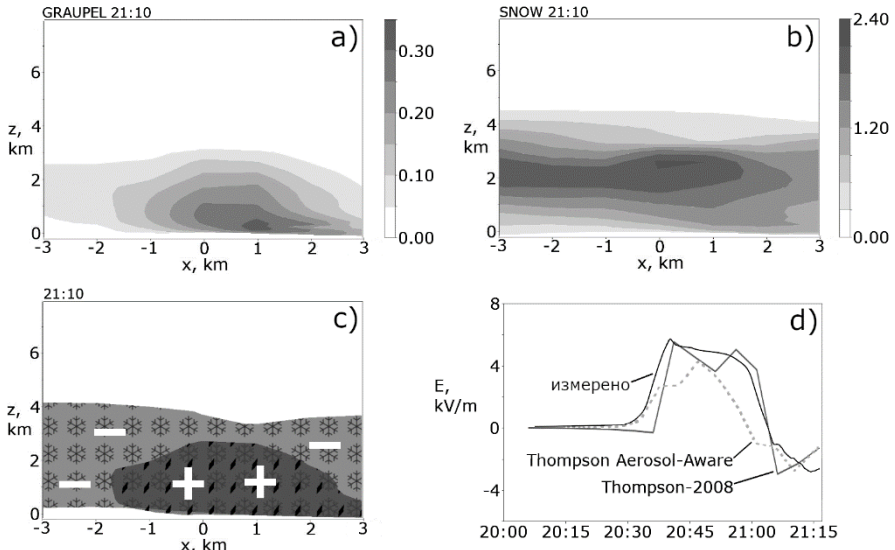 GRAUPEL 21:10
a)
0.30
0.20
0.10
0.00
z,
km
6
4
2
0
-3 -2 -1 0 1 2 3
x, km
SNOW 21:10
b)
2.40
1.20
0.00
z,
km
6
4
2
0
-3 -2 -1 0 1 2 3
x, km
21:10
c)
z,
km
6
4
2
0
-3 -2 -1 0 1 2 3
x, km
d)
8
4
0
-4
E,
kV/m
измерено
Thompson Aerosol-Aware
Thompson-2008
20:00 20:15 20:30 20:45 21:00 21:15